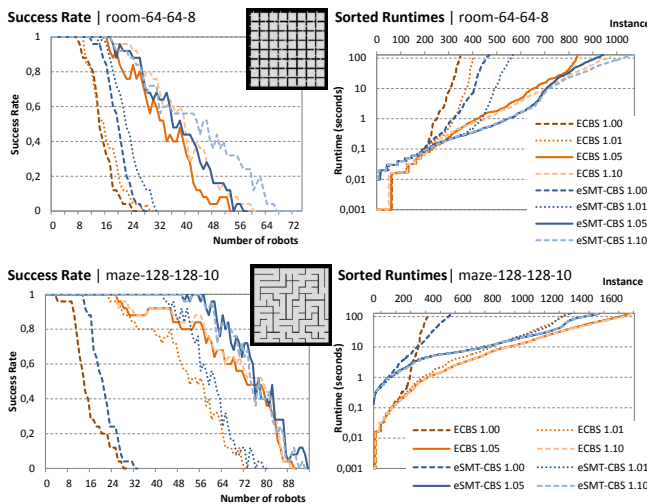 Success Rate | room-64-64-8
Success Rate
1
0,8
0,6
0,4
0,2
0
0 8 16 24 32 40 48 56 64 72
Number of robots
Sorted Runtimes | room-64-64-8
Instance
0 200 400 600 800 1000
Runtime (seconds)
100
10
1
0,1
0,01
0,001
ECBS 1.00
ECBS 1.01
ECBS 1.05
ECBS 1.10
eSMT-CBS 1.00
eSMT-CBS 1.01
eSMT-CBS 1.05
eSMT-CBS 1.10
Success Rate | maze-128-128-10
Success Rate
1
0,8
0,6
0,4
0,2
0
0 8 16 24 32 40 48 56 64 72 80 88
Number of robots
Sorted Runtimes | maze-128-128-10
Instance
0 200 400 600 800 1000 1200 1400 1600
Runtime (seconds)
100
10
1
0,1
0,01
0,001
ECBS 1.00 ECBS 1.01
ECBS 1.05 ECBS 1.10
eSMT-CBS 1.00 eSMT-CBS 1.01
eSMT-CBS 1.05 eSMT-CBS 1.10